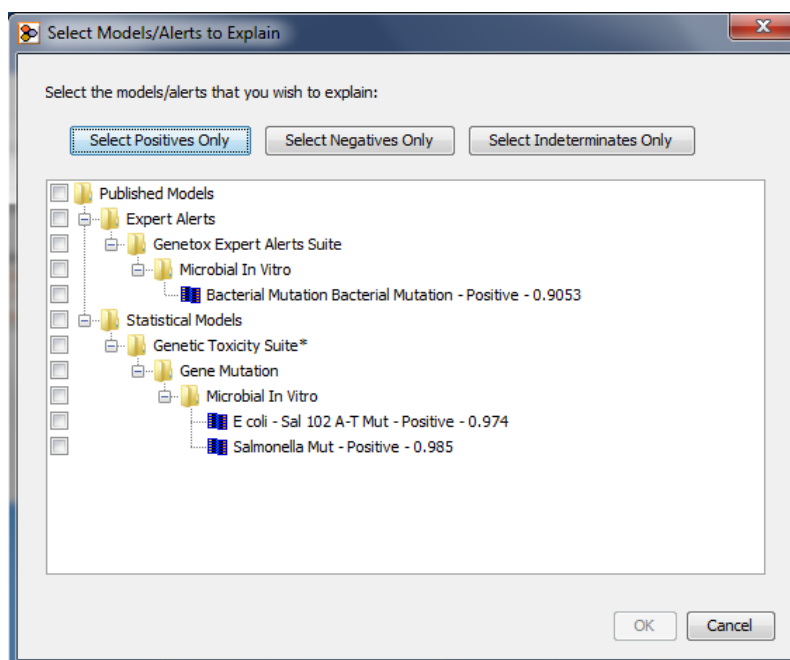 Select Models/Alerts to Explain
Select the models/alerts that you wish to explain:
Select Positives Only Select Negatives Only Select Indeterminates Only
Published Models
Expert Alerts
Genetox Expert Alerts Suite
Microbial In Vitro
Bacterial Mutation Bacterial Mutation - Positive - 0.9053
Statistical Models
Genetic Toxicity Suite*
Gene Mutation
Microbial In Vitro
E coli - Sal 102 A-T Mut - Positive - 0.974
Salmonella Mut - Positive - 0.985
OK Cancel